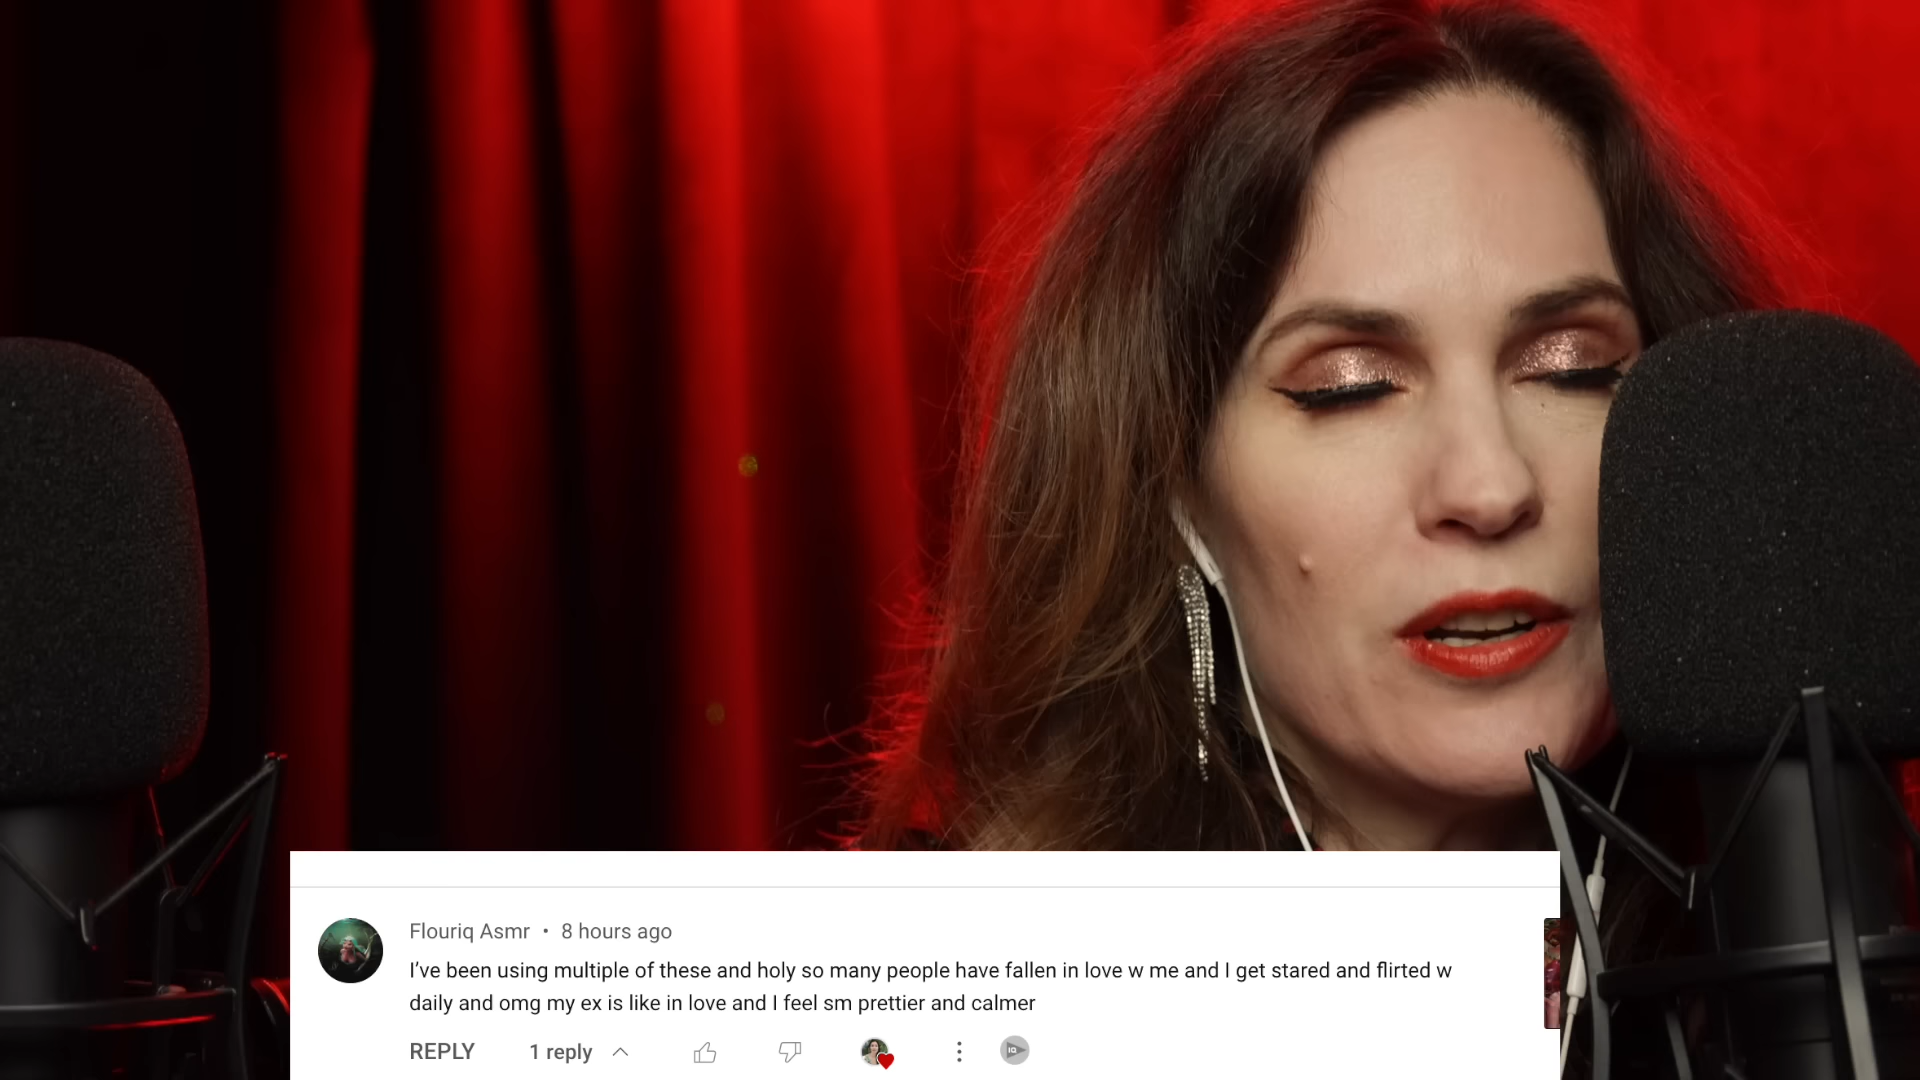 Flouriq Asmr • 8 hours ago
I've been using multiple of these and holy so many people have fallen in love w me and I get stared and flirted w
daily and omg my ex is like in love and I feel sm prettier and calmer
REPLY 1 reply
IQ